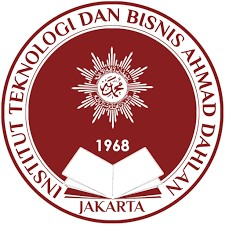 INSTITUT TEKNOLOGI DAN BISNIS AHMAD DAHLAN
1968
JAKARTA